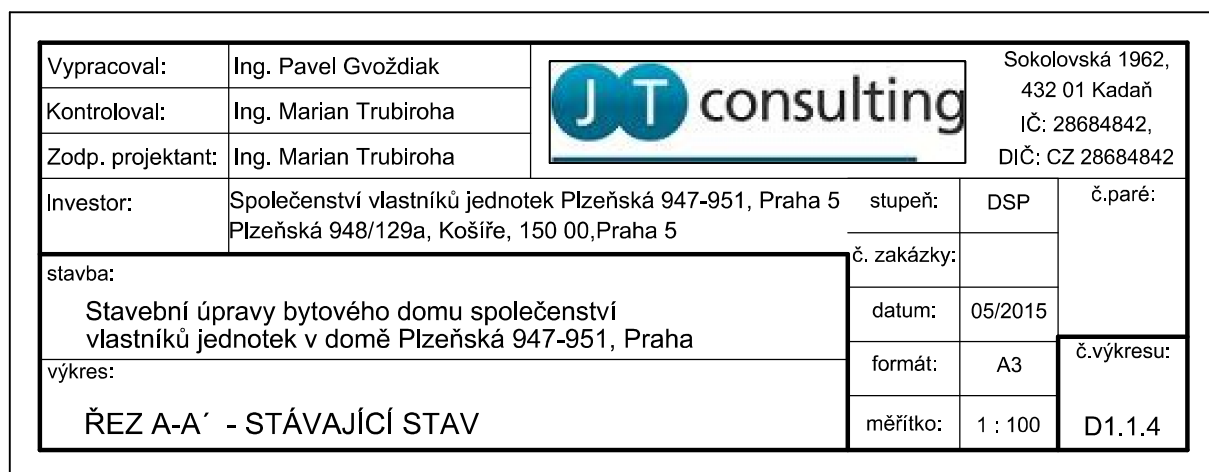 Vypracoval: Ing. Pavel Gvoždiak
Kontroloval: Ing. Marian Trubiroha
Zodp. projektant: Ing. Marian Trubiroha
JT consulting
Sokolovská 1962,
432 01 Kadaň
IČ: 28684842,
DIČ: CZ 28684842
Investor: Společenství vlastníků jednotek Plzeňská 947-951, Praha 5
Plzeňská 948/129a, Košíře, 150 00,Praha 5
stupeň: DSP
č.paré:
č. zakázky:
stavba:
Stavební úpravy bytového domu společenství
vlastníků jednotek v domě Plzeňská 947-951, Praha
datum: 05/2015
formát: A3
č.výkresu:
výkres:
ŘEZ A-A´ - STÁVAJÍCÍ STAV
měřítko: 1 : 100
D1.1.4